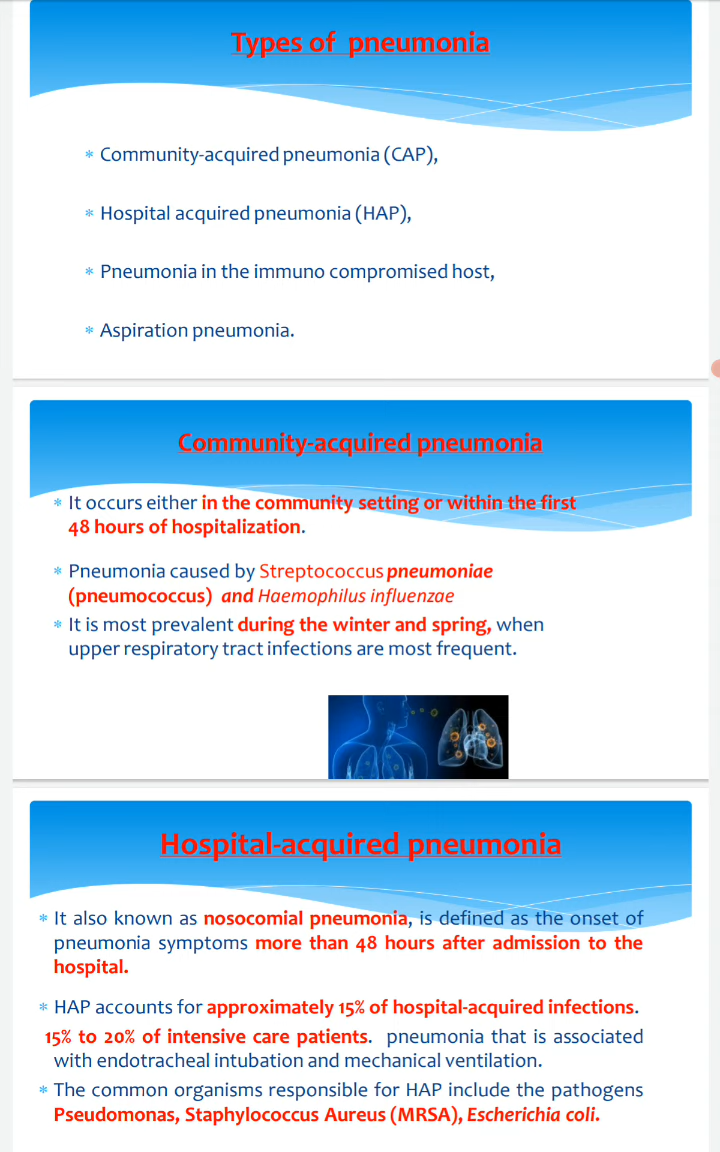 Types of pneumonia
* Community-acquired pneumonia (CAP),
* Hospital acquired pneumonia (HAP),
* Pneumonia in the immuno compromised host,
* Aspiration pneumonia.
Community-acquired pneumonia
* It occurs either in the community setting or within the first
48 hours of hospitalization.
* Pneumonia caused by Streptococcus pneumoniae
(pneumococcus) and Haemophilus influenzae
* It is most prevalent during the winter and spring, when
upper respiratory tract infections are most frequent.
Hospital-acquired pneumonia
* It also known as nosocomial pneumonia, is defined as the onset of
pneumonia symptoms more than 48 hours after admission to the
hospital.
* HAP accounts for approximately 15% of hospital-acquired infections.
15% to 20% of intensive care patients. pneumonia that is associated
with endotracheal intubation and mechanical ventilation.
* The common organisms responsible for HAP include the pathogens
Pseudomonas, Staphylococcus Aureus (MRSA), Escherichia coli.